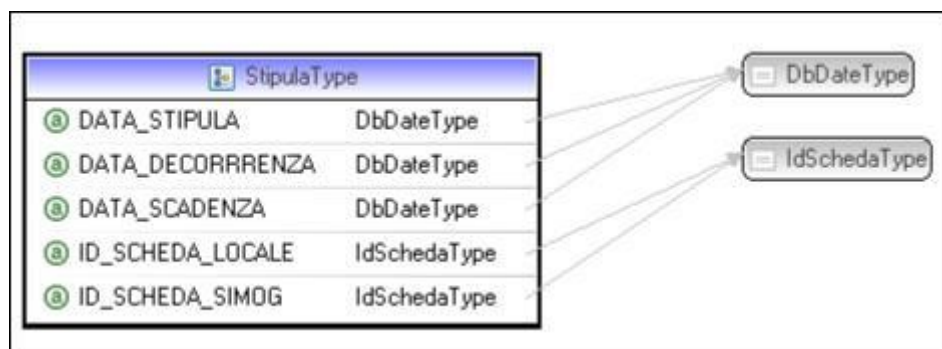 StipulaType
DATA_STIPULA DbDateType
DATA_DECORRRENZA DbDateType
DATA_SCADENZA DbDateType
ID_SCHEDA_LOCALE IdSchedaType
ID_SCHEDA_SIMOG IdSchedaType
DbDateType
IdSchedaType